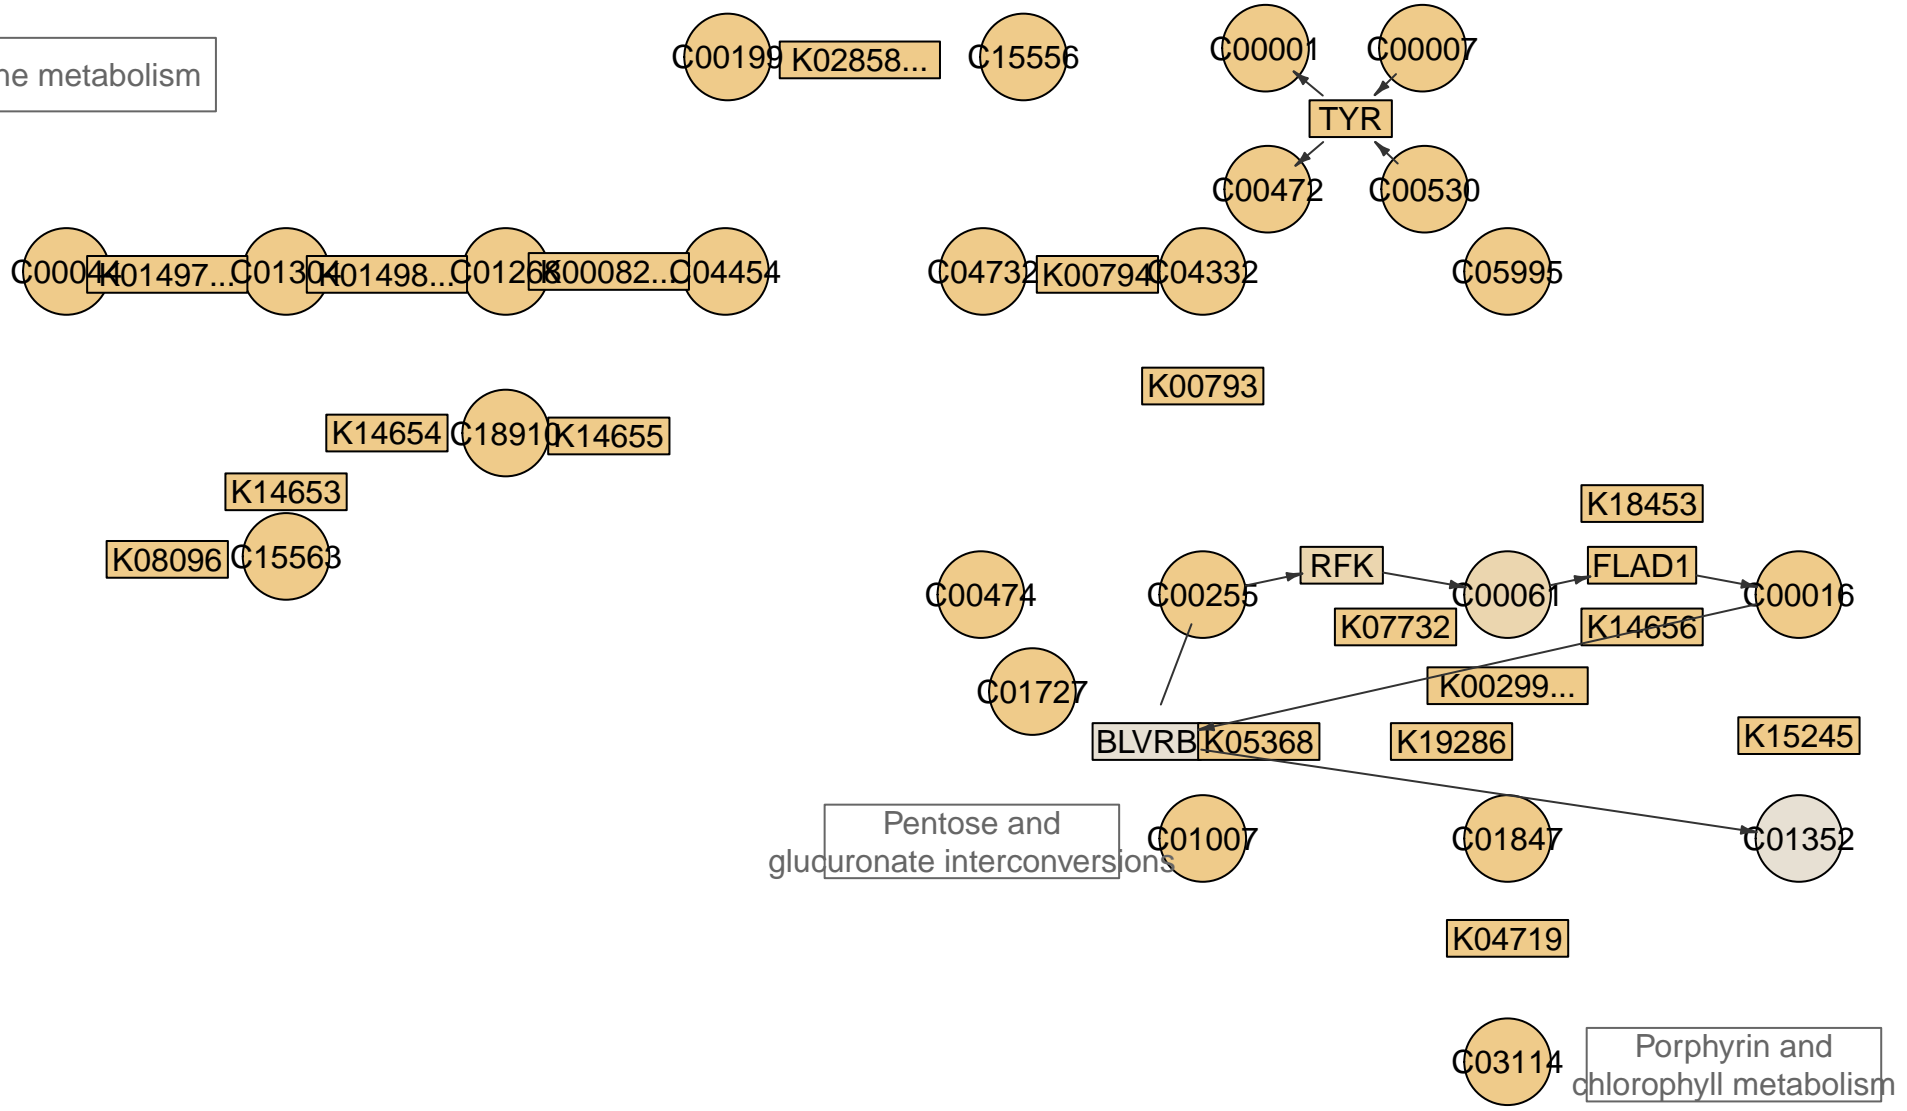 ne metabolism
C00199
K02858...
C15556
C00001
C00007
TYR
C00472
C00530
C00044
K01497...
C01304
K01498...
C01268
K00082...
C04454
C04732
K00794
C04332
C05995
K00793
K14654
C18910
K14655
K14653
K08096
C15563
K18453
C00474
C00255
RFK
C00061
FLAD1
C00016
K07732
K14656
C01727
K00299...
BLVRB
K05368
K19286
K15245
Pentose and
glucuronate interconversions
C01007
C01847
C01352
K04719
C03114
Porphyrin and
chlorophyll metabolism